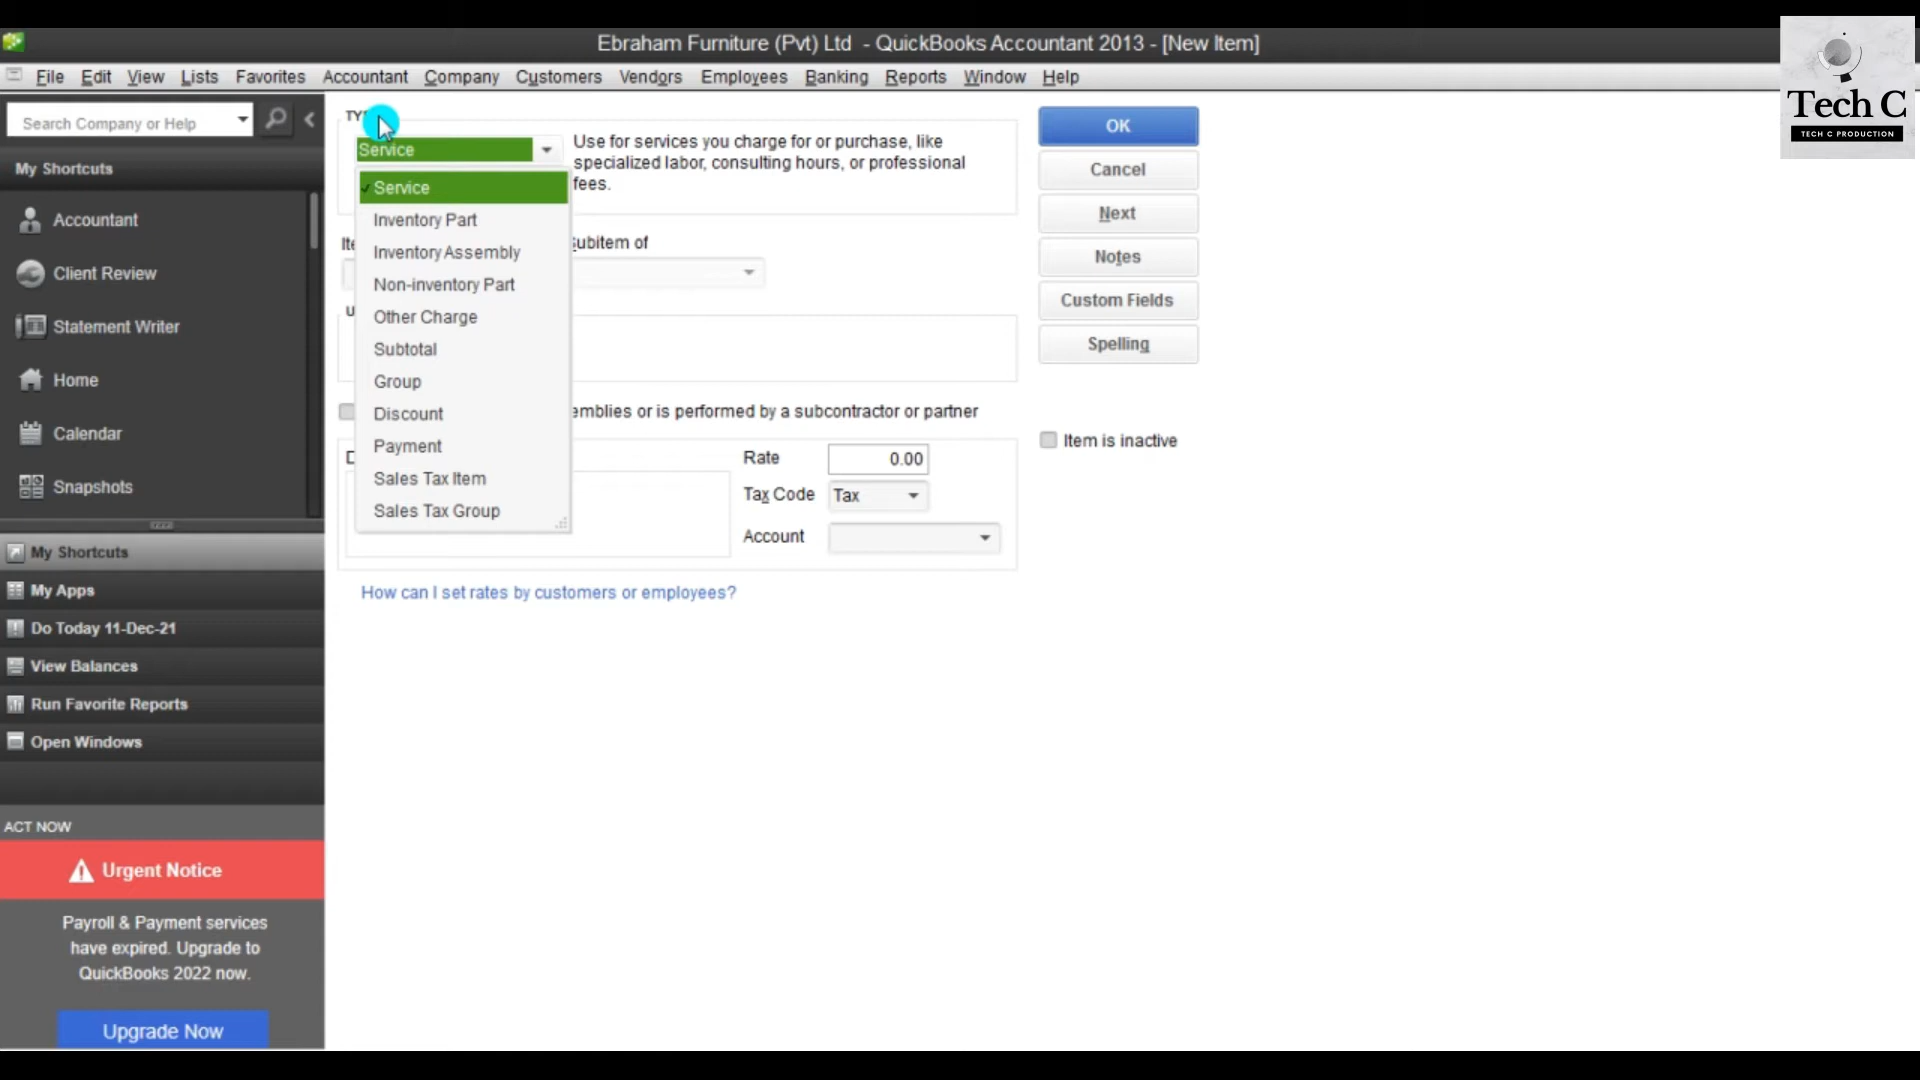 Ebraham Furniture (Pvt) Ltd - QuickBooks Accountant 2013 - [New Item]
File Edit View Lists Favorites Accountant Company Customers Vendors Employees Banking Reports Window Help
Tech C
TECH C PRODUCTION
Search Company or Help
My Shortcuts
Accountant
Client Review
Statement Writer
Home
Calendar
Snapshots
My Shortcuts
My Apps
Do Today 11-Dec-21
View Balances
Run Favorite Reports
Open Windows
ACT NOW
Urgent Notice
Payroll & Payment services
have expired. Upgrade to
QuickBooks 2022 now.
Upgrade Now
Service
Use for services you charge for or purchase, like
specialized labor, consulting hours, or professional
fees.
Service
Inventory Part
Inventory Assembly
Non-inventory Part
Other Charge
Subtotal
Group
Discount
Payment
Sales Tax Item
Sales Tax Group
Subitem of
or is performed by a subcontractor or partner
Rate 0.00
Tax Code Tax
Account
How can I set rates by customers or employees?
OK
Cancel
Next
Notes
Custom Fields
Spelling
Item is inactive